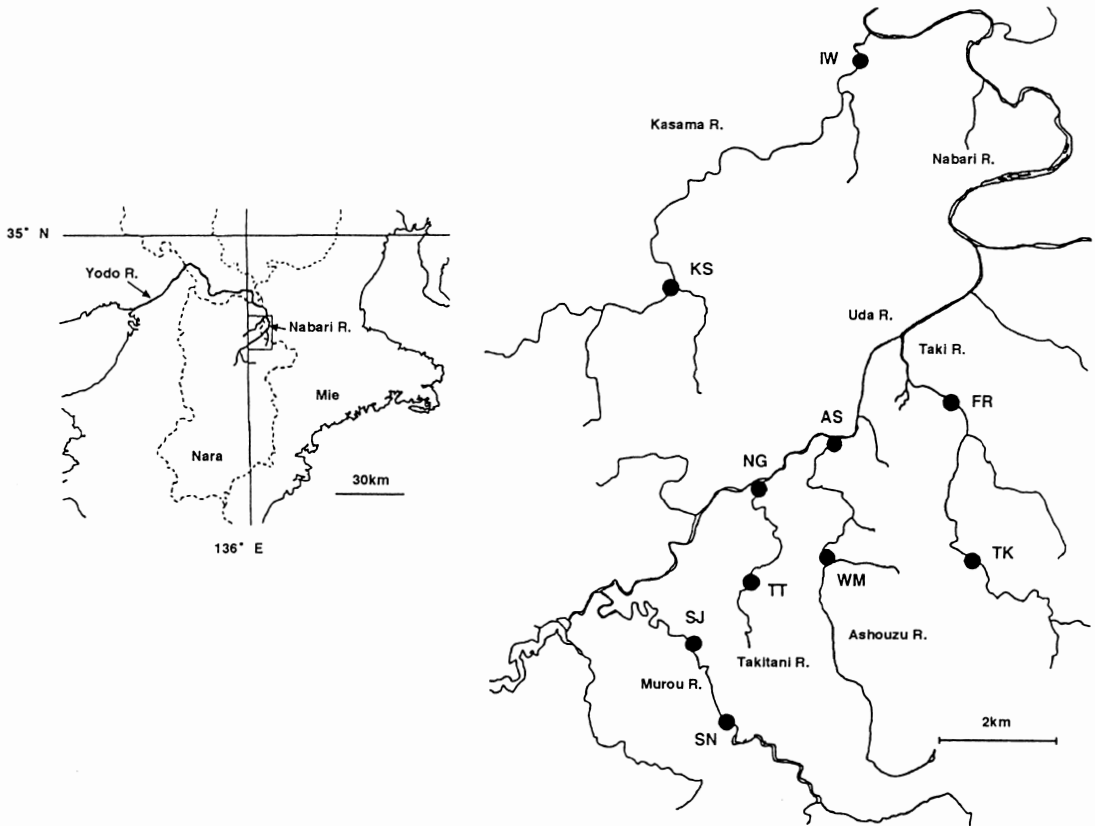 35° N
Yodo R.
Nabari R.
Mie
Nara
30km
136° E
IW
Kasama R.
Nabari R.
KS
Uda R.
Taki R.
FR
AS
NG
TK
WM
TT
SJ
Ashouzu R.
Takitani R.
Murou R.
SN
2km